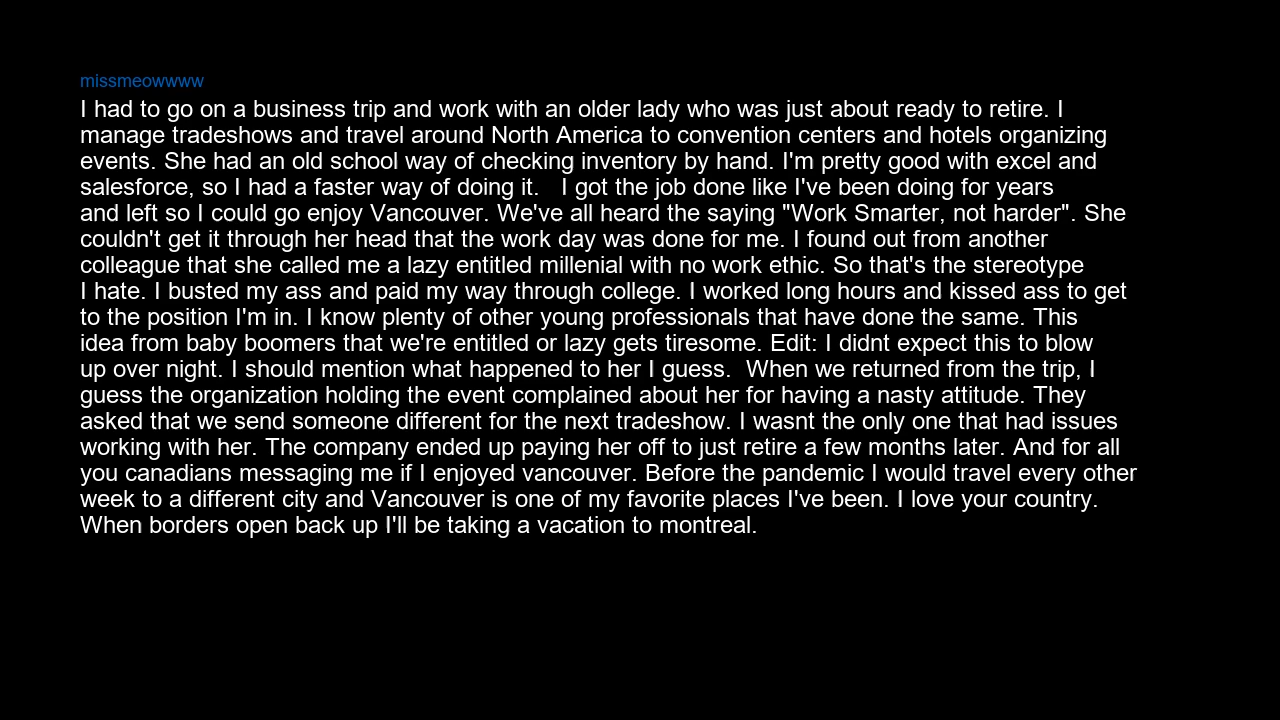 missmeowwww
I had to go on a business trip and work with an older lady who was just about ready to retire. I
manage tradeshows and travel around North America to convention centers and hotels organizing
events. She had an old school way of checking inventory by hand. I'm pretty good with excel and
salesforce, so I had a faster way of doing it.   I got the job done like I've been doing for years
and left so I could go enjoy Vancouver. We've all heard the saying "Work Smarter, not harder". She
couldn't get it through her head that the work day was done for me. I found out from another
colleague that she called me a lazy entitled millenial with no work ethic. So that's the stereotype
I hate. I busted my ass and paid my way through college. I worked long hours and kissed ass to get
to the position I'm in. I know plenty of other young professionals that have done the same. This
idea from baby boomers that we're entitled or lazy gets tiresome. Edit: I didnt expect this to blow
up over night. I should mention what happened to her I guess.  When we returned from the trip, I
guess the organization holding the event complained about her for having a nasty attitude. They
asked that we send someone different for the next tradeshow. I wasnt the only one that had issues
working with her. The company ended up paying her off to just retire a few months later. And for all
you canadians messaging me if I enjoyed vancouver. Before the pandemic I would travel every other
week to a different city and Vancouver is one of my favorite places I've been. I love your country.
When borders open back up I'll be taking a vacation to montreal.